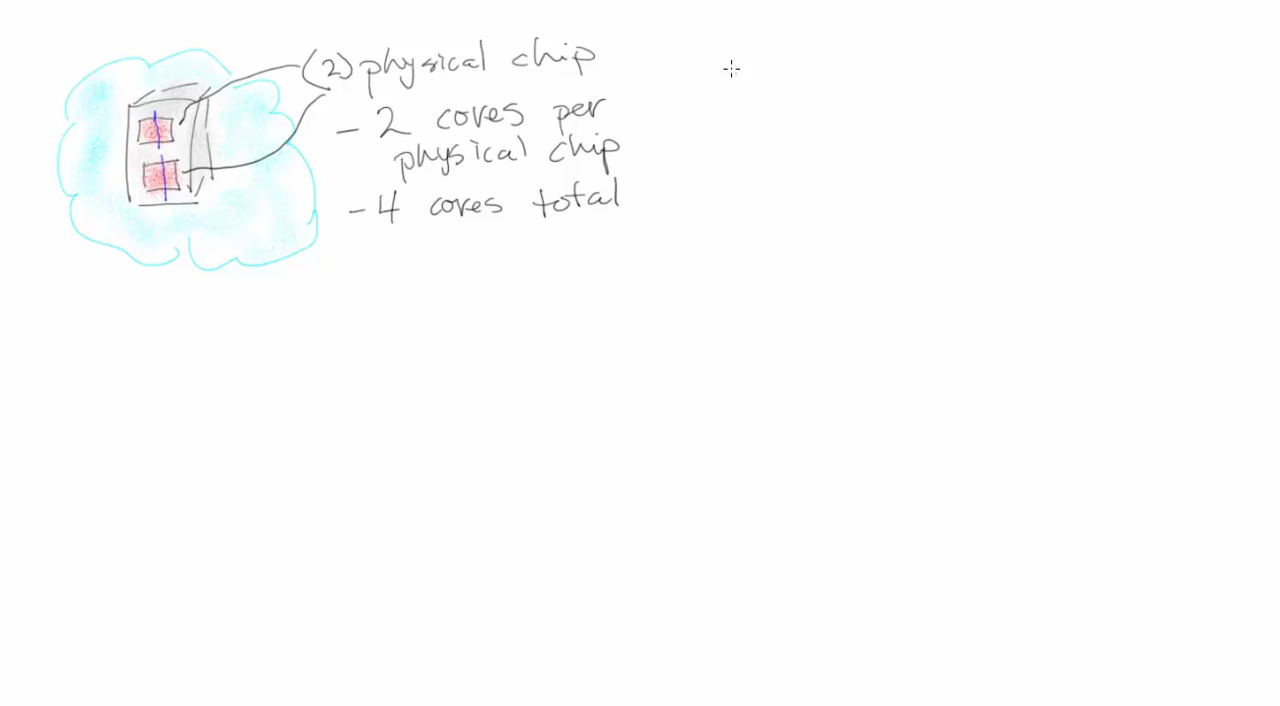 (2) physical chip
- 2 cores per
physical chip
- 4 cores total